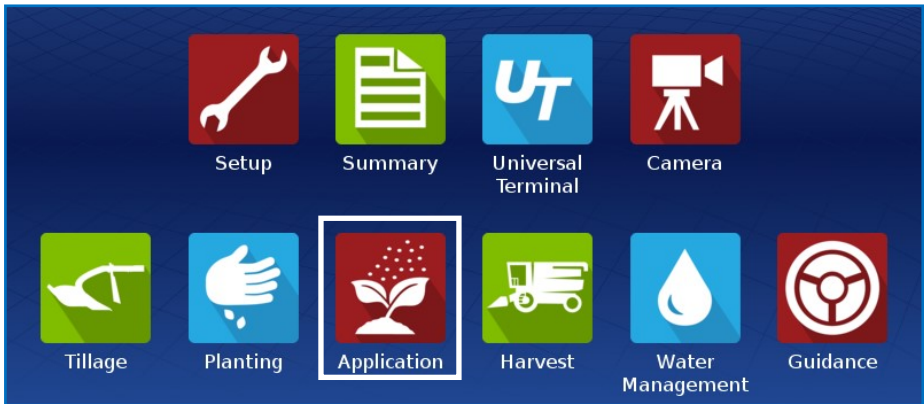 UT
Setup
Summary
Universal
Terminal
Camera
Tillage
Planting
Application
Harvest
Water
Management
Guidance